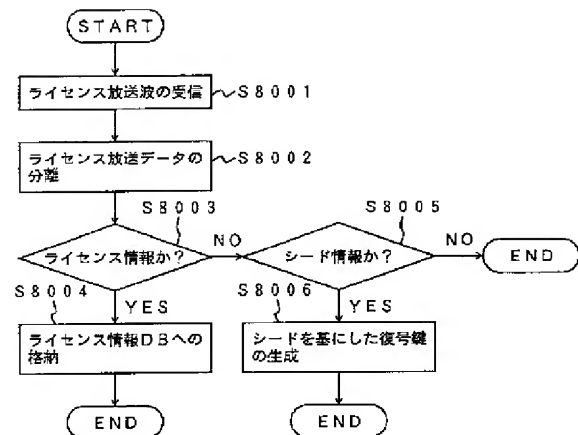 START
ライセンス放送波の受信
S8001
ライセンス放送データの
分離
S8002
S8003
ライセンス情報か?
NO
S8005
シード情報か?
NO
END
S8004
YES
ライセンス情報DBへの
格納
END
S8006
YES
シードを基にした復号鍵
の生成
END